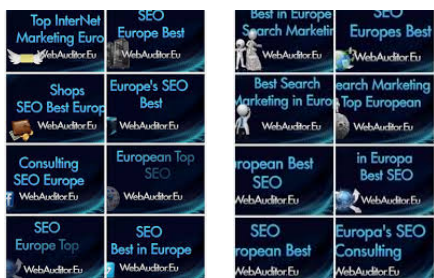 Top InterNet
Marketing Euro
WebAuditor.Eu
SEO
Europe Best
WebAuditor.Eu
Shops
SEO Best Europ
WebAuditor.Eu
Europe's SEO
Best
WebAuditor.Eu
Consulting
SEO Europe
WebAuditor.Eu
European Top
SEO
WebAuditor.Eu
SEO
Europe Top
WebAuditor.Eu
SEO
Best in Europe
WebAuditor.Eu
Best in Europe
Search Marketin
WebAuditor.Eu
SEO
Europes Best
WebAuditor.Eu
Best Search
Marketing in Euro
WebAuditor.Eu
earch Marketing
Top European
WebAuditor.Eu
ropean Best
SEO
WebAuditor.Eu
in Europa
Best SEO
WebAuditor.Eu
SEO
ropean Best
WebAuditor.Eu
Europa's SEO
Consulting
WebAuditor.Eu